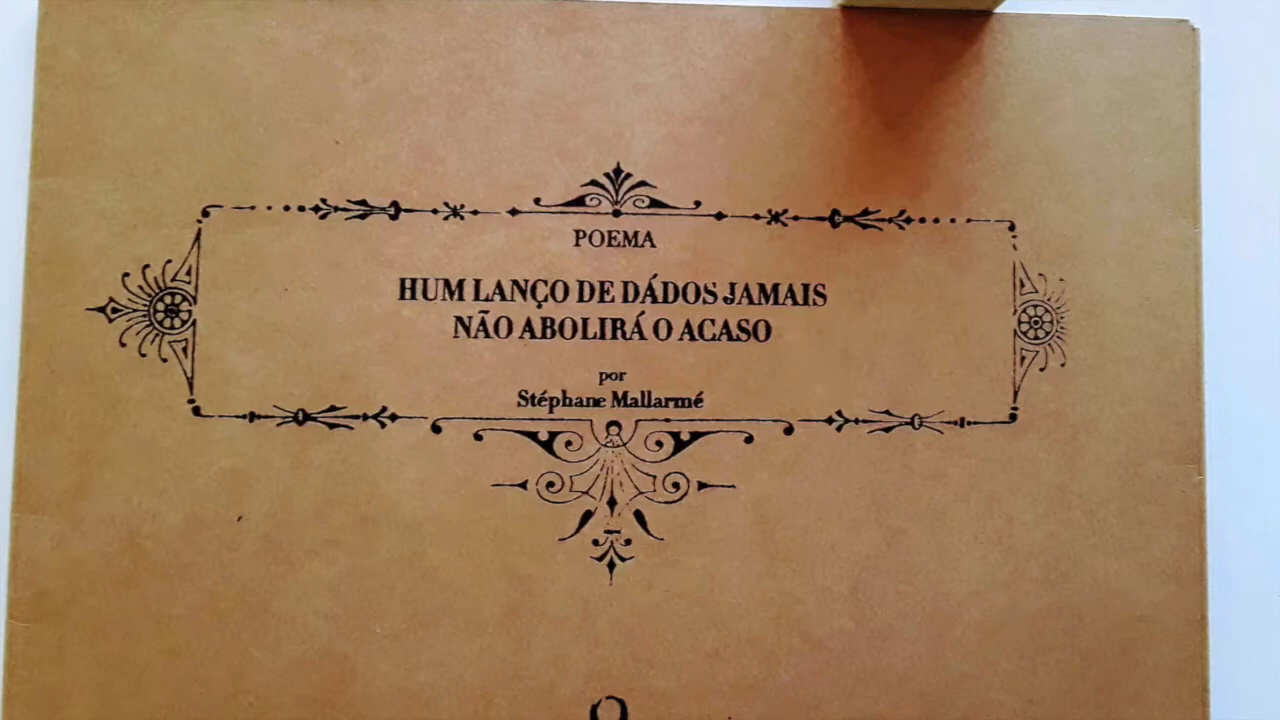 POEMA
HUM LANÇO DE DÁDOS JAMAIS
NÃO ABOLIRÁ O ACASO
por
Stéphane Mallarmé